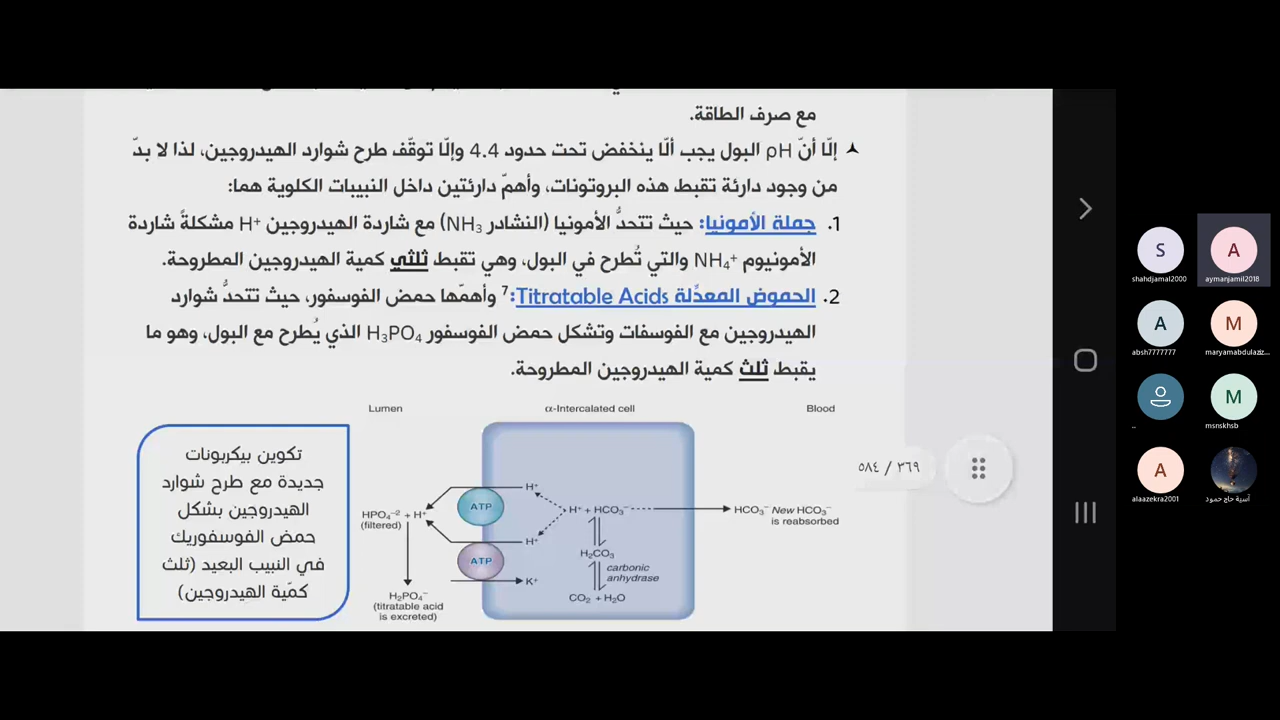 مع صرف الطاقة.
إلّا أنّ pH البول يجب ألّا ينخفض تحت حدود 4.4 وإلّا توقّف طرح شوارد الهيدروجين، لذا لا بدّ
من وجود دارئة تقبط هذه البروتونات، وأهمّ دارئتين داخل النبيبات الكلوية هما:
1. جملة الأمونيا: حيث تتحدُّ الأمونيا (النشادر NH₃) مع شاردة الهيدروجين H⁺ مشكلةً شاردة
الأمونيوم NH₄⁺ والتي تُطرح في البول، وهي تقبط ثلثي كمية الهيدروجين المطروحة.
2. الحموض المعدَّلة Titratable Acids:⁷ وأهمّها حمض الفوسفور، حيث تتحدُّ شوارد
الهيدروجين مع الفوسفات وتشكل حمض الفوسفور H₃PO₄ الذي يُطرح مع البول، وهو ما
يقبط ثلث كمية الهيدروجين المطروحة.
Lumen
α-Intercalated cell
Blood
تكوين بيكربونات
جديدة مع طرح شوارد
الهيدروجين بشكل
حمض الفوسفوريك
في النبيب البعيد (ثلث
كمّية الهيدروجين)
HPO₄⁻² + H⁺
(filtered)
H₂PO₄⁻
(titratable acid
is excreted)
ATP
ATP
H⁺
H⁺
K⁺
H⁺ + HCO₃⁻
H₂CO₃
carbonic
anhydrase
CO₂ + H₂O
HCO₃⁻ New HCO₃⁻
is reabsorbed
٣٦٩ / ٥٨٤
S
shahdjamal2000
A
aymanjamil2018
A
absh7777777
M
maryamabdulaziz...
..
M
msnskhsb
A
alaazekra2001
آسية حاج حمود